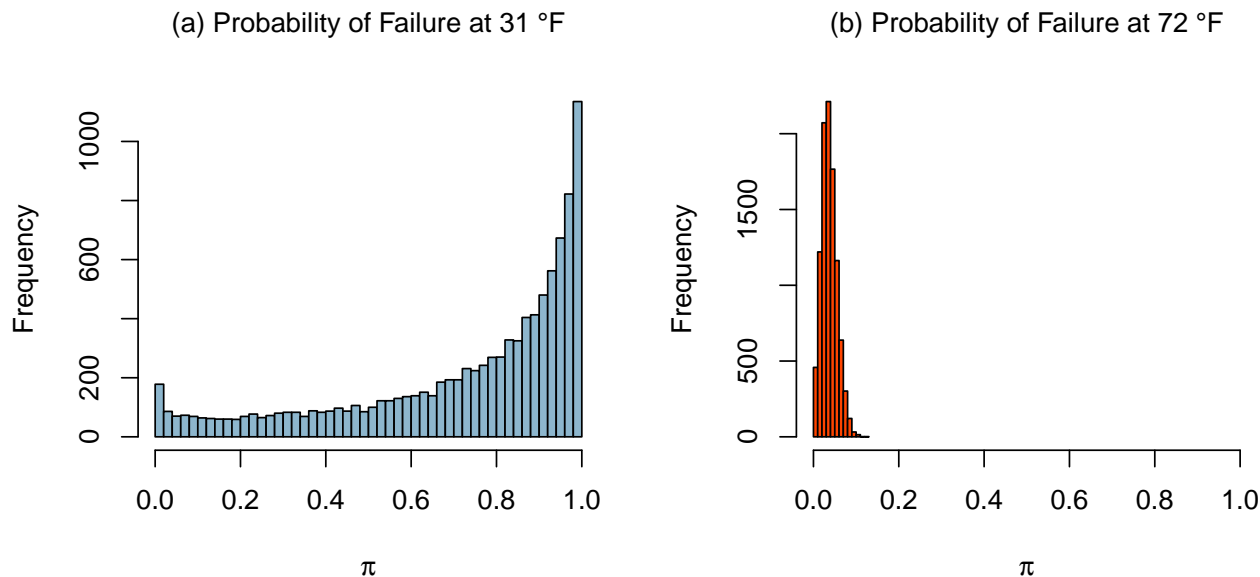 (a) Probability of Failure at 31 °F
Frequency
0 200 600 1000
0.0 0.2 0.4 0.6 0.8 1.0
π
(b) Probability of Failure at 72 °F
Frequency
0 500 1500
0.0 0.2 0.4 0.6 0.8 1.0
π